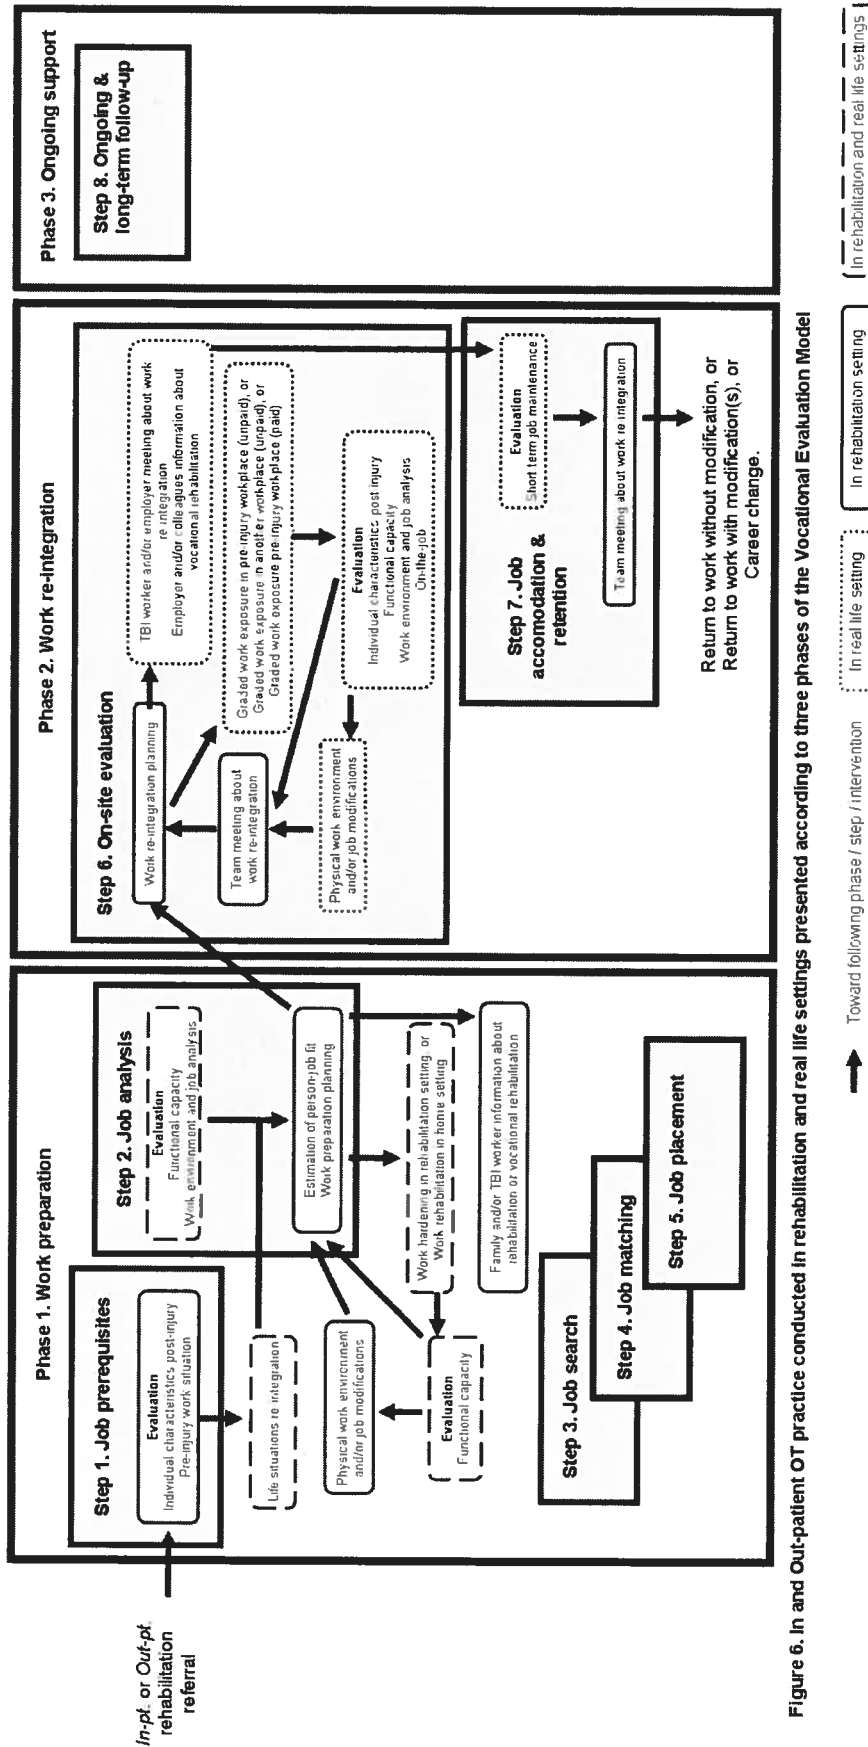 In-pt. or Out-pt.
rehabilitation
referral
Phase 1. Work preparation
Step 1. Job prerequisites
Evaluation
Individual characteristics post-injury
Pre-injury work situation
Life situations re integration
Physical work environment
and/or job modifications
Evaluation
Functional capacity
Step 2. Job analysis
Evaluation
Functional capacity
Work environment and job analysis
Estimation of person-job fit
Work preparation planning
Work hardening in rehabilitation setting, or
Work rehabilitation in home setting
Family and/or TBI worker information about
rehabilitation or vocational rehabilitation
Step 3. Job search
Step 4. Job matching
Step 5. Job placement
Phase 2. Work re-integration
Step 6. On-site evaluation
Work re-integration planning
Team meeting about
work re-integration
Physical work environment
and/or job modifications
TBI worker and/or employer meeting about work
re integration
Employer and/or colleagues information about
vocational rehabilitation
Graded work exposure in pre-injury workplace (unpaid), or
Graded work exposure in another workplace (unpaid), or
Graded work exposure pre-injury workplace (paid)
Evaluation
Individual characteristics post injury
Functional capacity
Work environment and job analysis
On-the-job
Step 7. Job
accomodation &
retention
Evaluation
Short term job maintenance
Team meeting about work re integration
Return to work without modification, or
Return to work with modification(s), or
Career change.
Phase 3. Ongoing support
Step 8. Ongoing &
long-term follow-up
Figure 6. In and Out-patient OT practice conducted in rehabilitation and real life settings presented according to three phases of the Vocational Evaluation Model
Toward following phase / step / intervention
In real life setting
In rehabilitation setting
In rehabilitation and real life settings